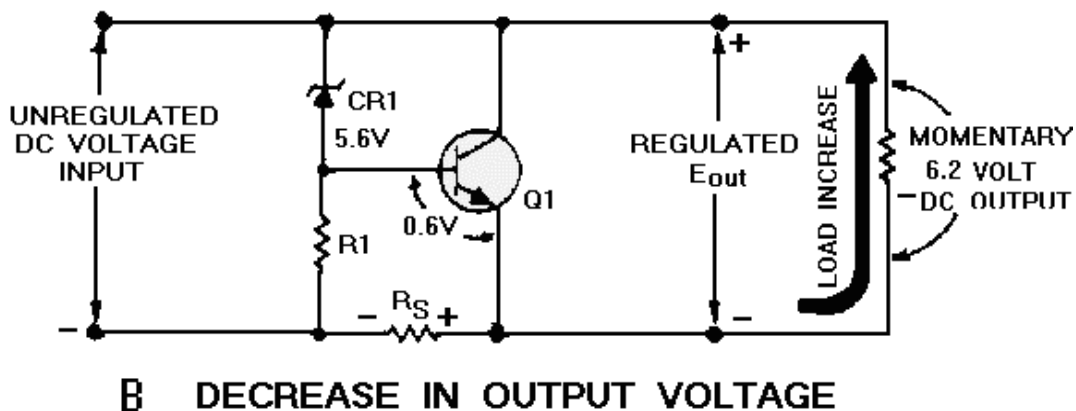 UNREGULATED
DC VOLTAGE
INPUT
CR1
5.6V
0.6V
Q1
R1
− RS +
−
+
REGULATED
Eout
−
LOAD INCREASE
MOMENTARY
6.2 VOLT
DC OUTPUT
B DECREASE IN OUTPUT VOLTAGE